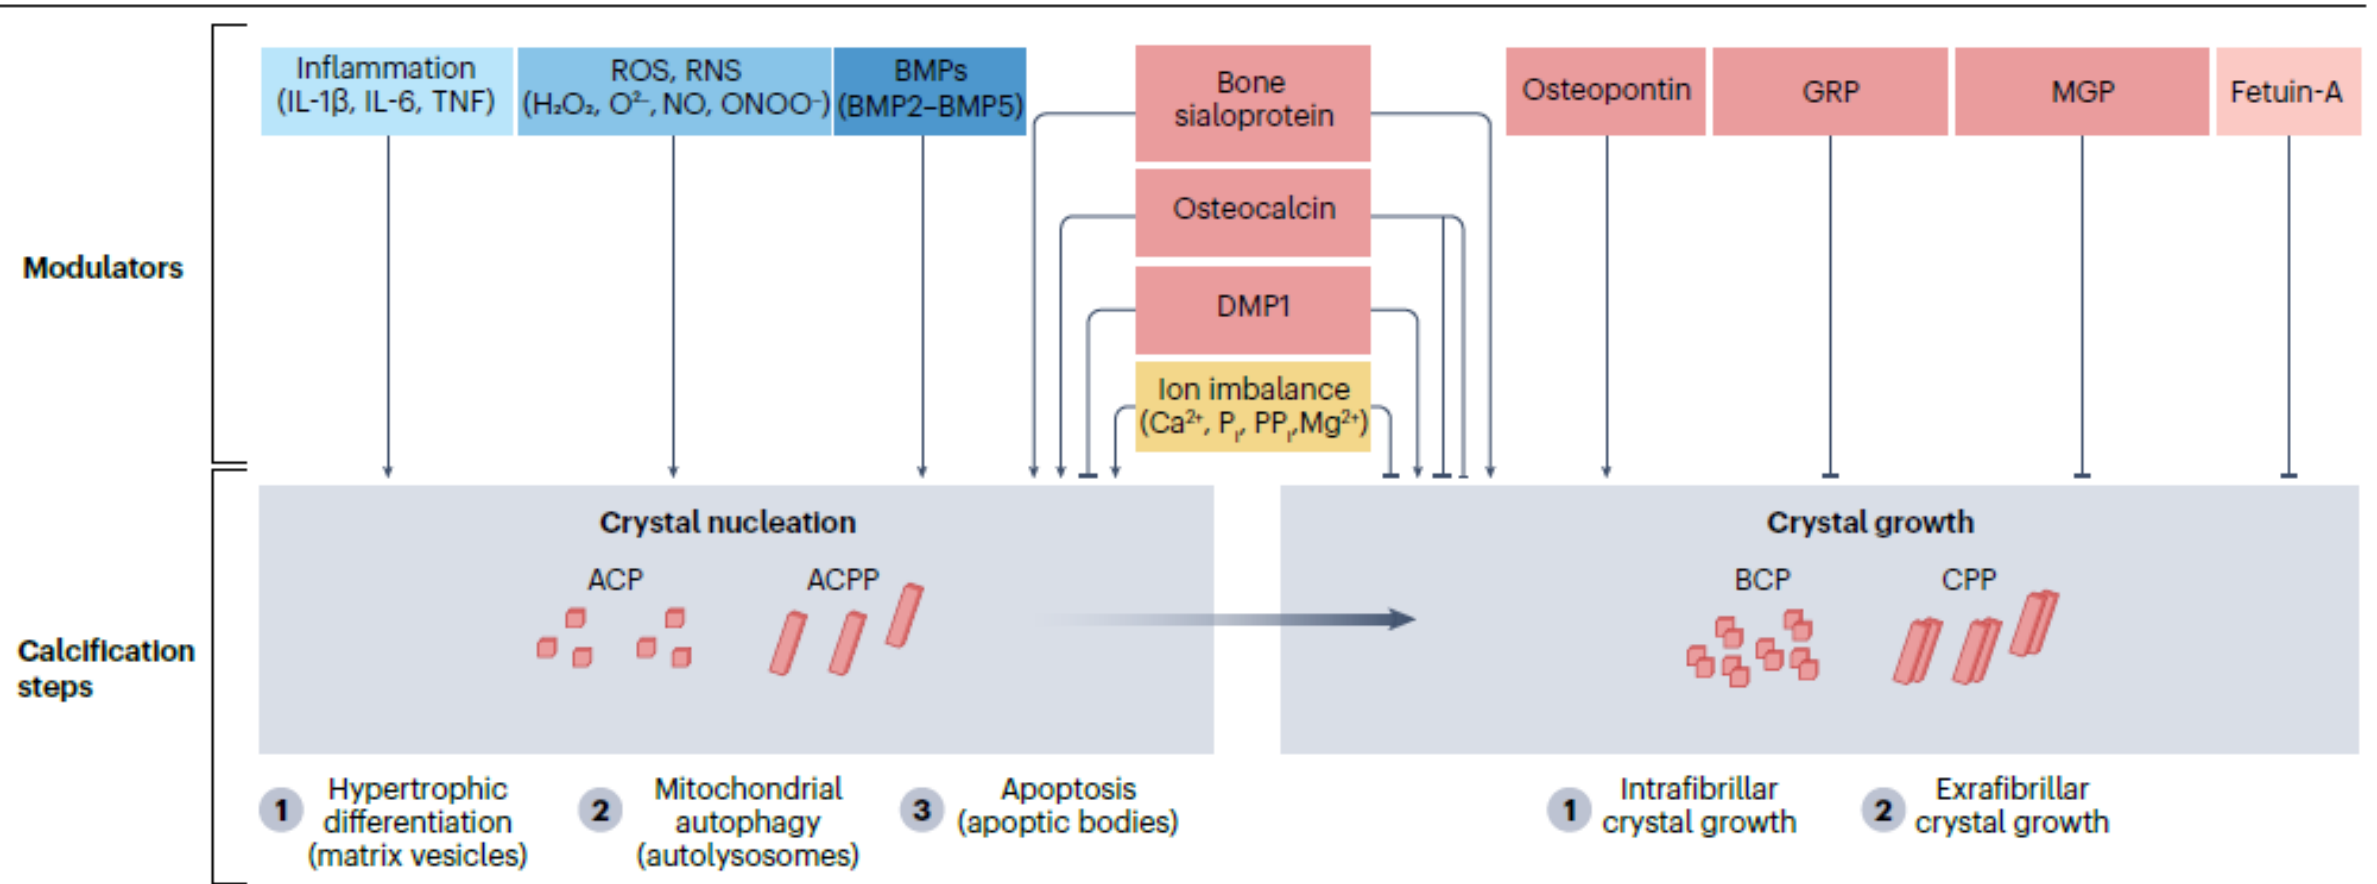 Modulators
Inflammation
(IL-1β, IL-6, TNF)
ROS, RNS
(H₂O₂, O²⁻, NO, ONOO⁻)
BMPs
(BMP2–BMP5)
Bone
sialoprotein
Osteocalcin
DMP1
Ion imbalance
(Ca²⁺, Pᵢ, PPᵢ, Mg²⁺)
Osteopontin
GRP
MGP
Fetuin-A
Calcification
steps
Crystal nucleation
ACP
ACPP
Crystal growth
BCP
CPP
1 Hypertrophic
differentiation
(matrix vesicles)
2 Mitochondrial
autophagy
(autolysosomes)
3 Apoptosis
(apoptic bodies)
1 Intrafibrillar
crystal growth
2 Exrafibrillar
crystal growth